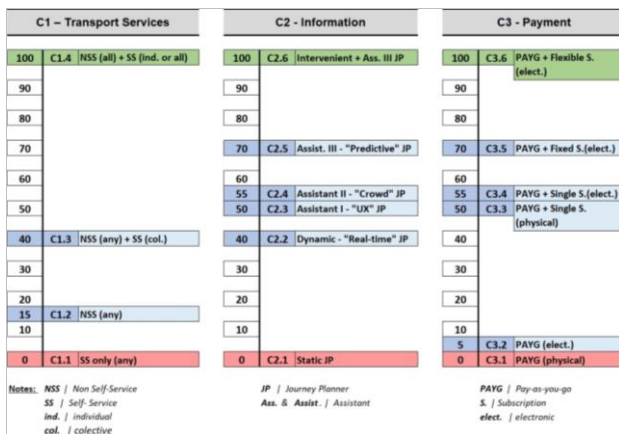 C1 – Transport Services
100 C1.4 NSS (all) + SS (ind. or all)
90
80
70
60
50
40 C1.3 NSS (any) + SS (col.)
30
20
15 C1.2 NSS (any)
10
0 C1.1 SS only (any)
Notes: NSS | Non Self-Service
SS | Self- Service
ind. | individual
col. | colective
C2 - Information
100 C2.6 Intervenient + Ass. III JP
90
80
70 C2.5 Assist. III - "Predictive" JP
60
55 C2.4 Assistant II - "Crowd" JP
50 C2.3 Assistant I - "UX" JP
40 C2.2 Dynamic - "Real-time" JP
30
20
10
0 C2.1 Static JP
JP | Journey Planner
Ass. & Assist. | Assistant
C3 - Payment
100 C3.6 PAYG + Flexible S.
(elect.)
90
80
70 C3.5 PAYG + Fixed S.(elect.)
60
55 C3.4 PAYG + Single S.(elect.)
50 C3.3 PAYG + Single S.
(physical)
40
30
20
10
5 C3.2 PAYG (elect.)
0 C3.1 PAYG (physical)
PAYG | Pay-as-you-go
S. | Subscription
elect. | electronic